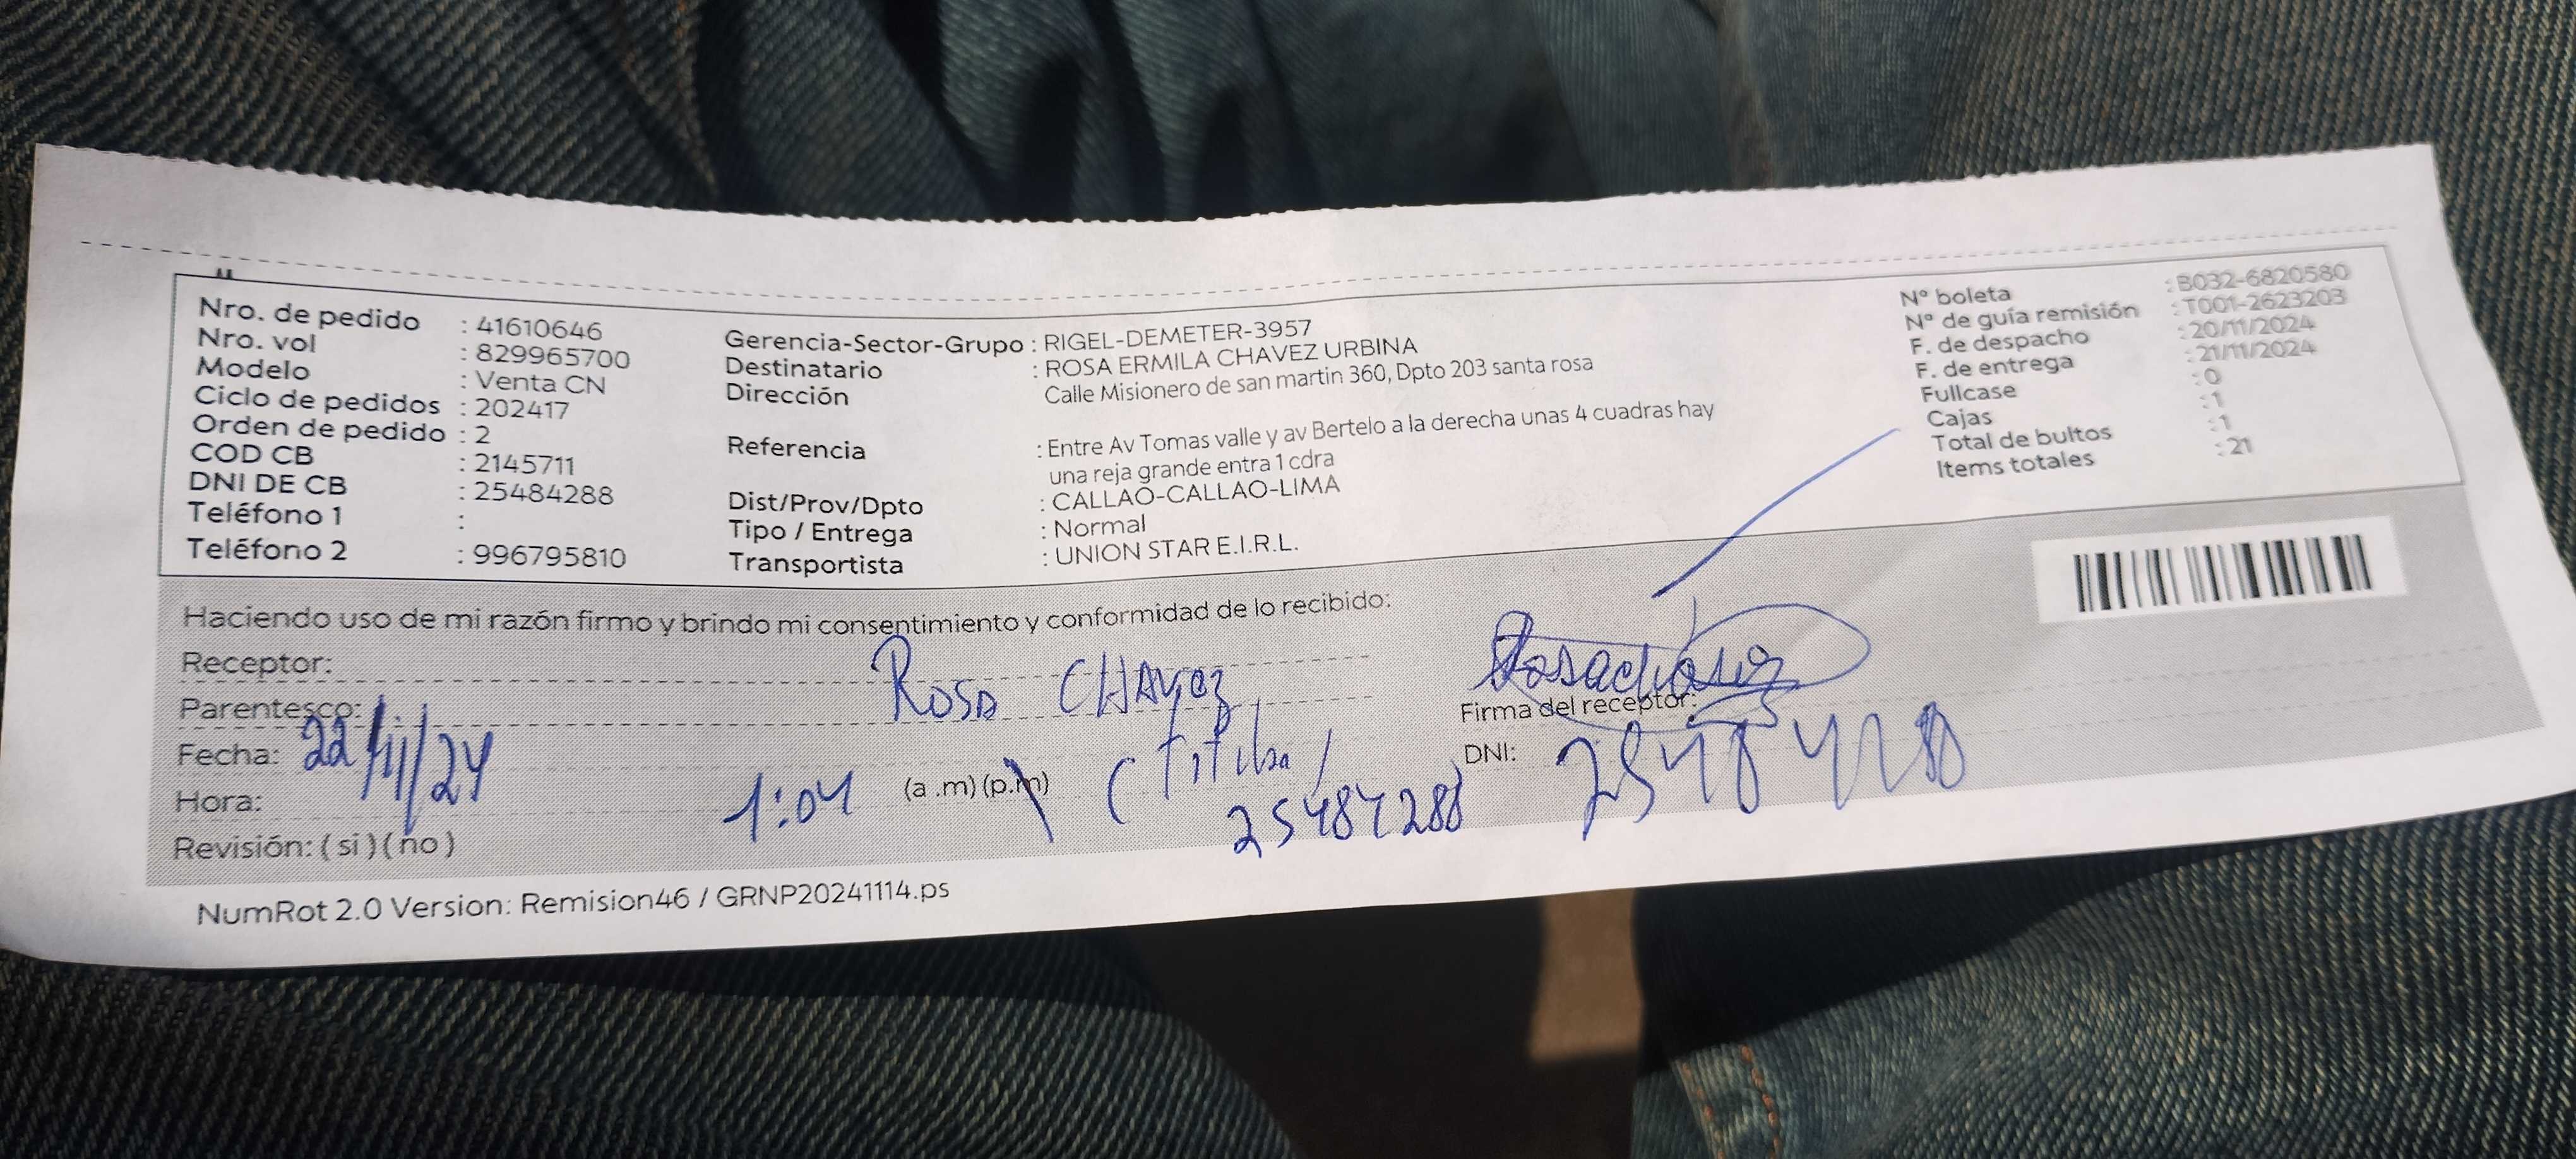 Nro. de pedido : 41610646
Nro. vol : 829965700
Modelo : Venta CN
Ciclo de pedidos : 202417
Orden de pedido : 2
COD CB : 2145711
DNI DE CB : 25484288
Teléfono 1 :
Teléfono 2 : 996795810
Gerencia-Sector-Grupo : RIGEL-DEMETER-3957
Destinatario : ROSA ERMILA CHAVEZ URBINA
Dirección Calle Misionero de san martin 360, Dpto 203 santa rosa
Referencia : Entre Av Tomas valle y av Bertelo a la derecha unas 4 cuadras hay
una reja grande entra 1 cdra
Dist/Prov/Dpto : CALLAO-CALLAO-LIMA
Tipo / Entrega : Normal
Transportista : UNION STAR E.I.R.L.
N° boleta : B032-6820580
N° de guía remisión : T001-2623203
F. de despacho : 20/11/2024
F. de entrega : 21/11/2024
Fullcase : 0
Cajas : 1
Total de bultos : 1
Items totales : 21
Haciendo uso de mi razón firmo y brindo mi consentimiento y conformidad de lo recibido:
Receptor: Rosa CHAVEZ
Parentesco:
Fecha: 22/11/24
Hora: 1:04 (a .m) (p.m)
25484288
Revisión: ( si ) ( no )
Rosa Chavez
Firma del receptor:
DNI: 25484288
NumRot 2.0 Version: Remision46 / GRNP20241114.ps